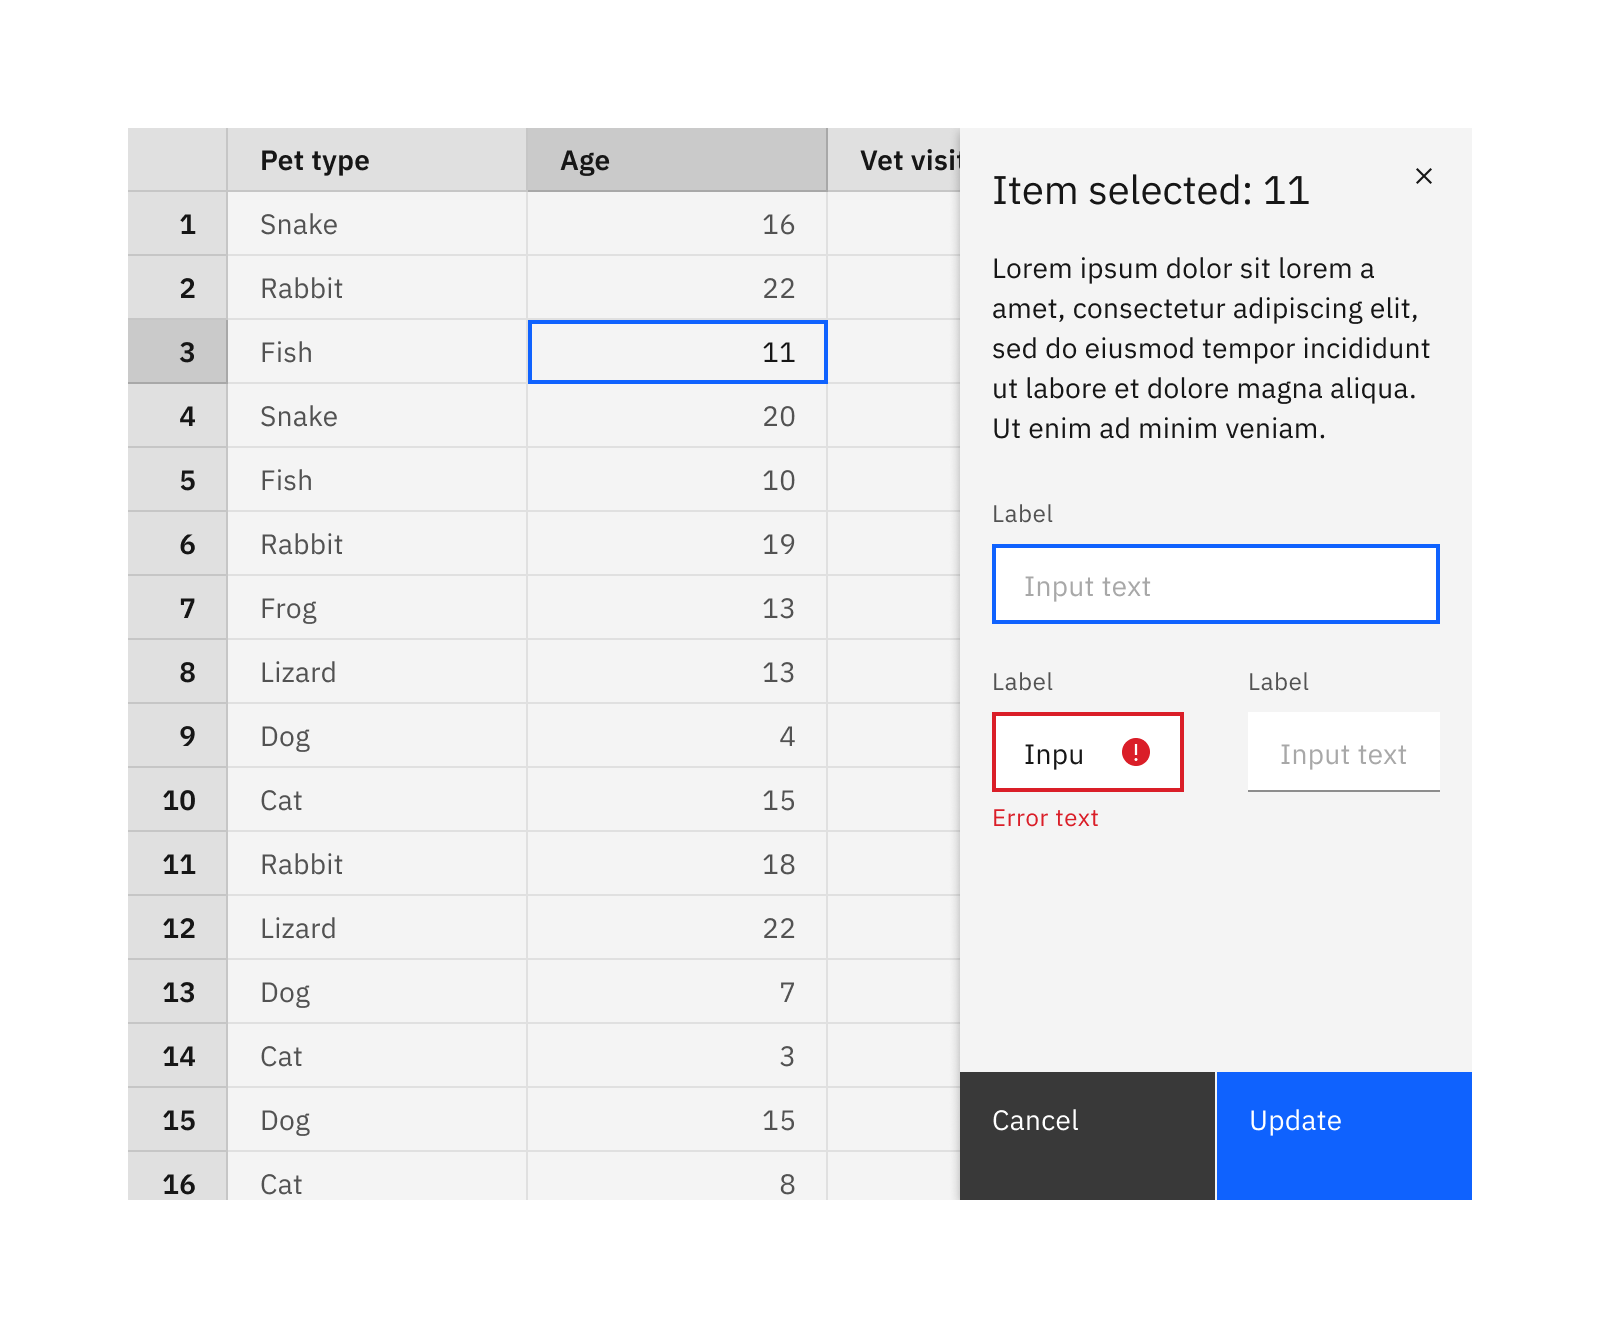 Pet type Age Vet visit
1 Snake 16
2 Rabbit 22
3 Fish 11
4 Snake 20
5 Fish 10
6 Rabbit 19
7 Frog 13
8 Lizard 13
9 Dog 4
10 Cat 15
11 Rabbit 18
12 Lizard 22
13 Dog 7
14 Cat 3
15 Dog 15
16 Cat 8
Item selected: 11
Lorem ipsum dolor sit lorem a
amet, consectetur adipiscing elit,
sed do eiusmod tempor incididunt
ut labore et dolore magna aliqua.
Ut enim ad minim veniam.
Label
Input text
Label Label
Inpu Input text
Error text
Cancel Update